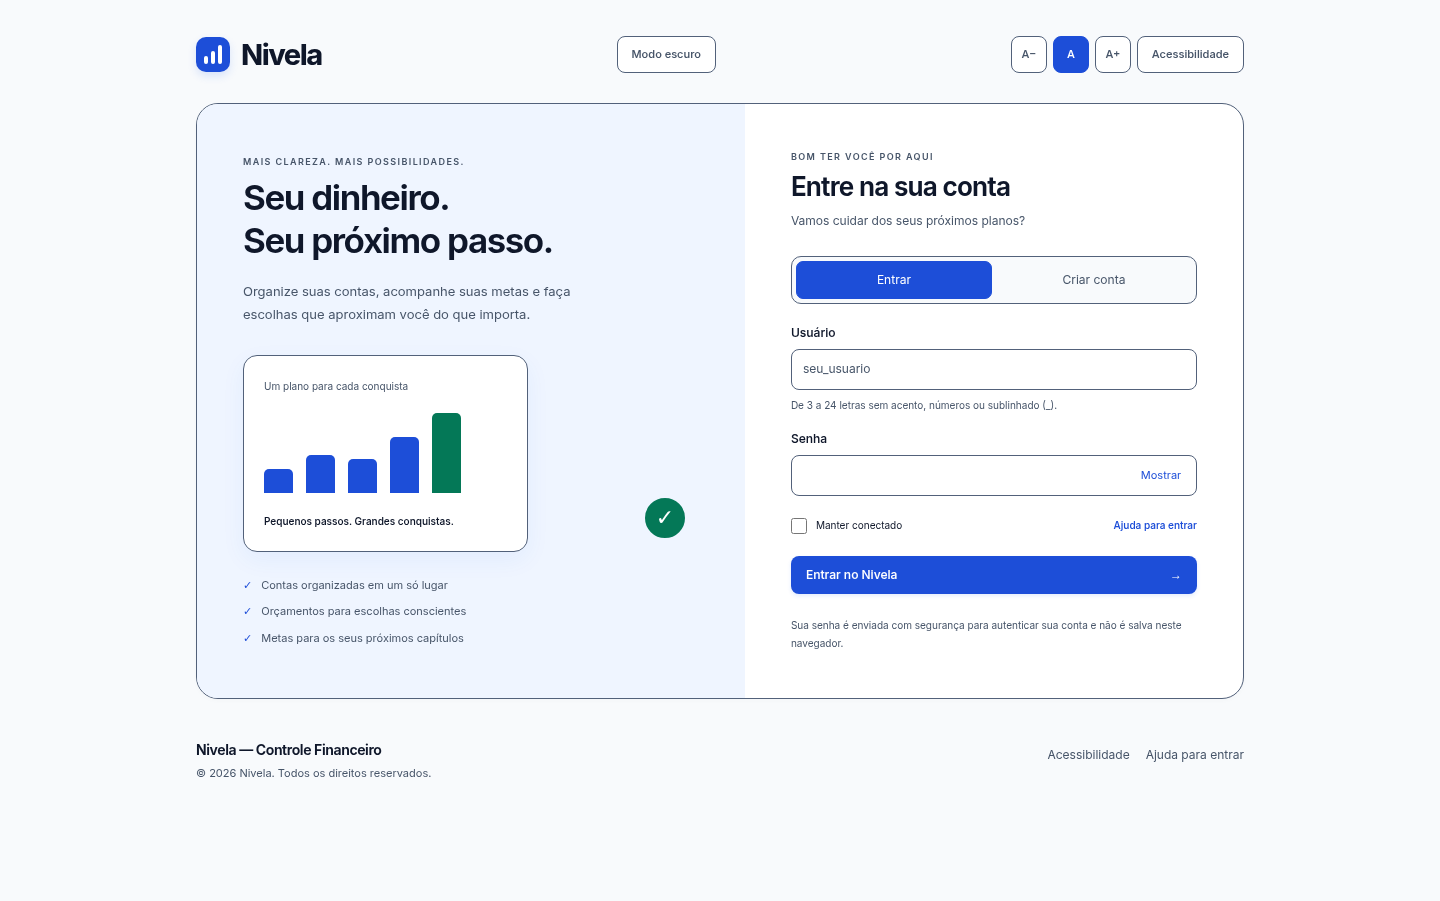 Nivela
Modo escuro
A−
A
A+
Acessibilidade
MAIS CLAREZA. MAIS POSSIBILIDADES.
Seu dinheiro.
Seu próximo passo.
Organize suas contas, acompanhe suas metas e faça
escolhas que aproximam você do que importa.
Um plano para cada conquista
Pequenos passos. Grandes conquistas.
✓
✓ Contas organizadas em um só lugar
✓ Orçamentos para escolhas conscientes
✓ Metas para os seus próximos capítulos
BOM TER VOCÊ POR AQUI
Entre na sua conta
Vamos cuidar dos seus próximos planos?
Entrar
Criar conta
Usuário
seu_usuario
De 3 a 24 letras sem acento, números ou sublinhado (_).
Senha
Mostrar
Manter conectado
Ajuda para entrar
Entrar no Nivela →
Sua senha é enviada com segurança para autenticar sua conta e não é salva neste
navegador.
Nivela — Controle Financeiro
© 2026 Nivela. Todos os direitos reservados.
Acessibilidade
Ajuda para entrar